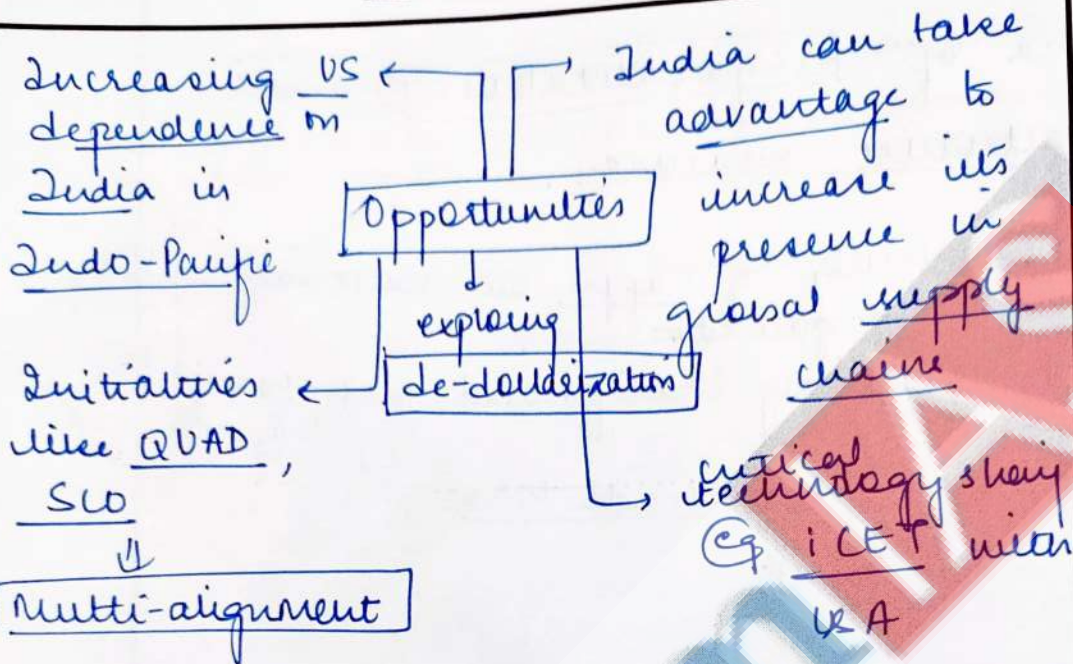 Increasing US
dependence on
India in
Indo-Pacific
India can take
advantage to
increase its
presence in
global supply
chains
Opportunities
exploring
de-dollarization
Initiatives
like QUAD,
SCO
⇓
Multi-alignment
critical
technology sharing
eg iCET with
USA